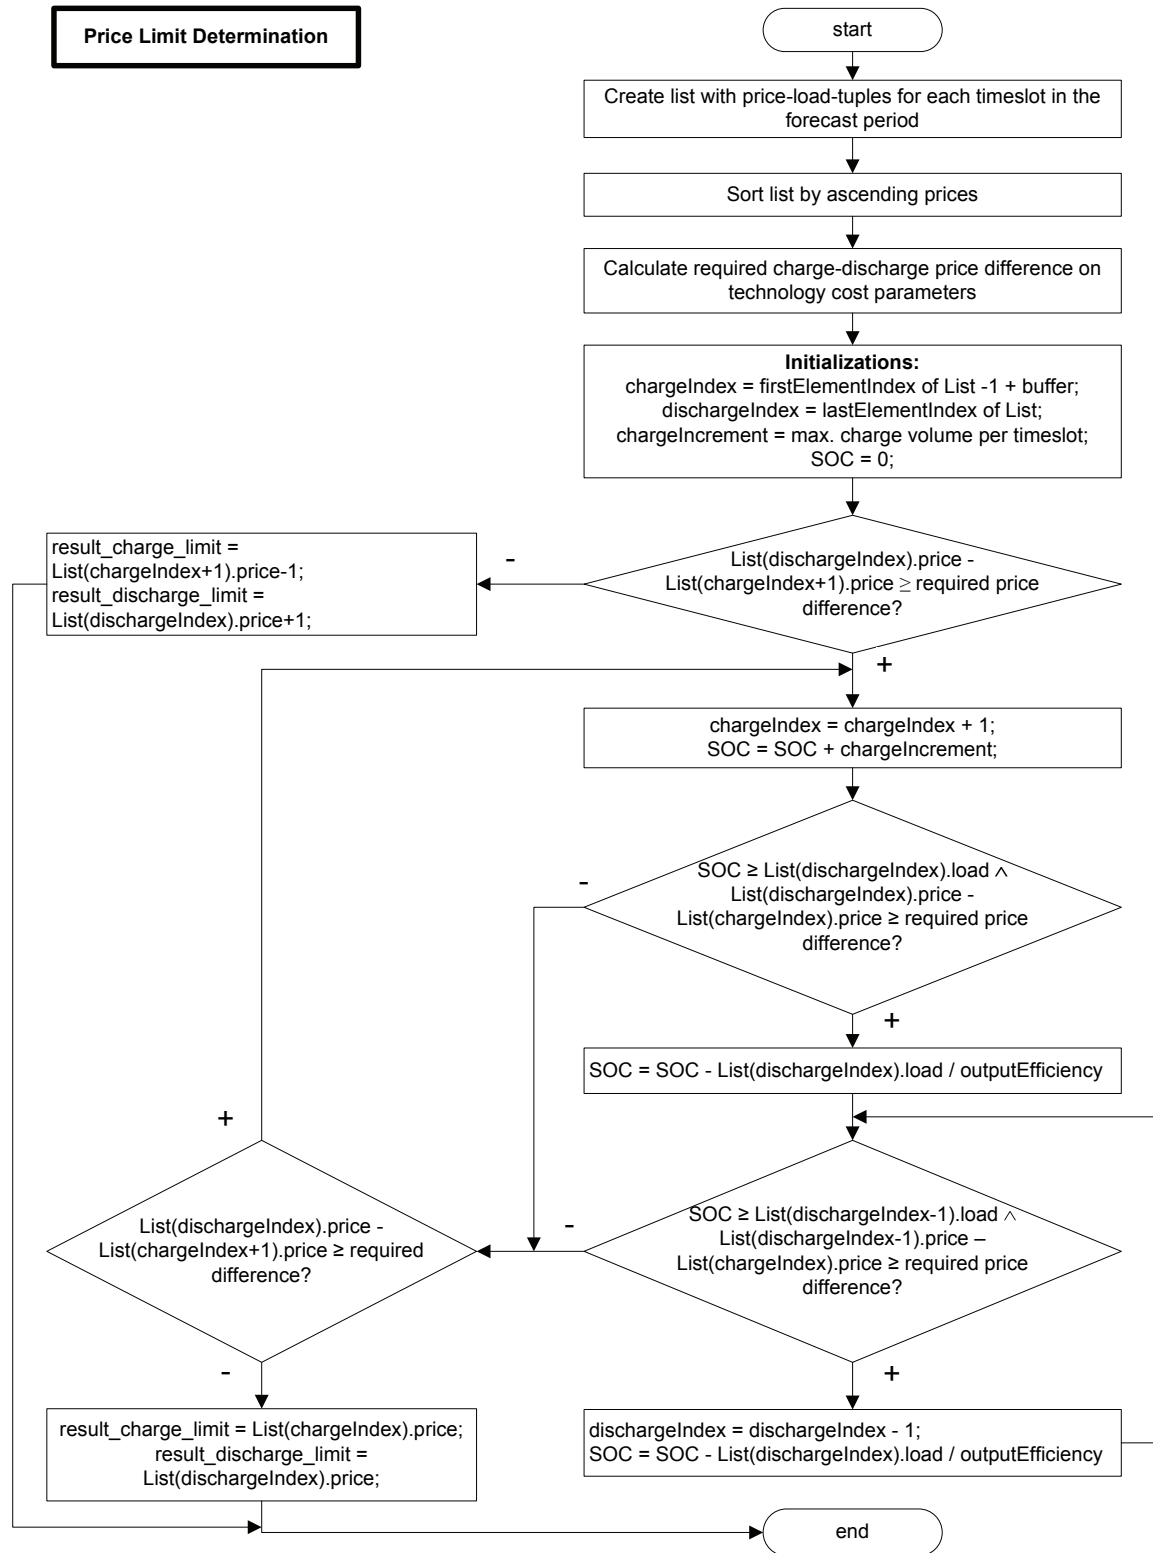 Price Limit Determination
start
Create list with price-load-tuples for each timeslot in the
forecast period
Sort list by ascending prices
Calculate required charge-discharge price difference on
technology cost parameters
Initializations:
chargeIndex = firstElementIndex of List -1 + buffer;
dischargeIndex = lastElementIndex of List;
chargeIncrement = max. charge volume per timeslot;
SOC = 0;
List(dischargeIndex).price -
List(chargeIndex+1).price ≥ required price
difference?
-
result_charge_limit =
List(chargeIndex+1).price-1;
result_discharge_limit =
List(dischargeIndex).price+1;
+
chargeIndex = chargeIndex + 1;
SOC = SOC + chargeIncrement;
SOC ≥ List(dischargeIndex).load ∧
List(dischargeIndex).price -
List(chargeIndex).price ≥ required price
difference?
-
+
SOC = SOC - List(dischargeIndex).load / outputEfficiency
SOC ≥ List(dischargeIndex-1).load ∧
List(dischargeIndex-1).price –
List(chargeIndex).price ≥ required price
difference?
-
+
dischargeIndex = dischargeIndex - 1;
SOC = SOC - List(dischargeIndex).load / outputEfficiency
+
List(dischargeIndex).price -
List(chargeIndex+1).price ≥ required
difference?
-
result_charge_limit = List(chargeIndex).price;
result_discharge_limit =
List(dischargeIndex).price;
end